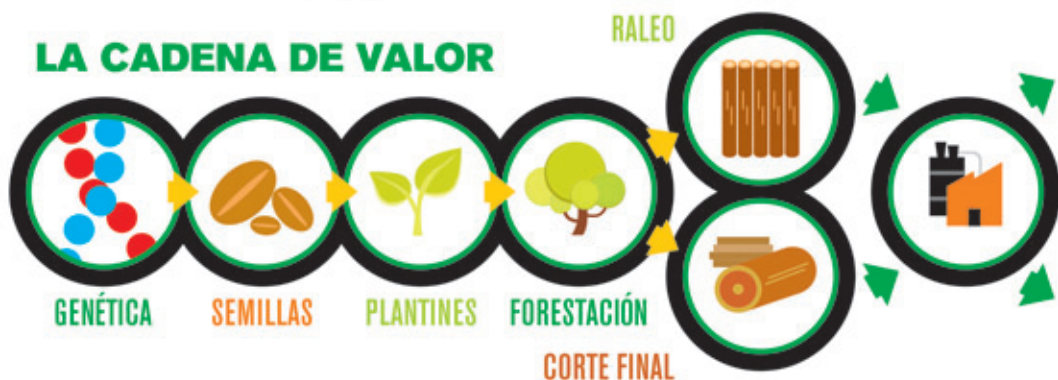 LA CADENA DE VALOR
RALEO
GENÉTICA
SEMILLAS
PLANTINES
FORESTACIÓN
CORTE FINAL